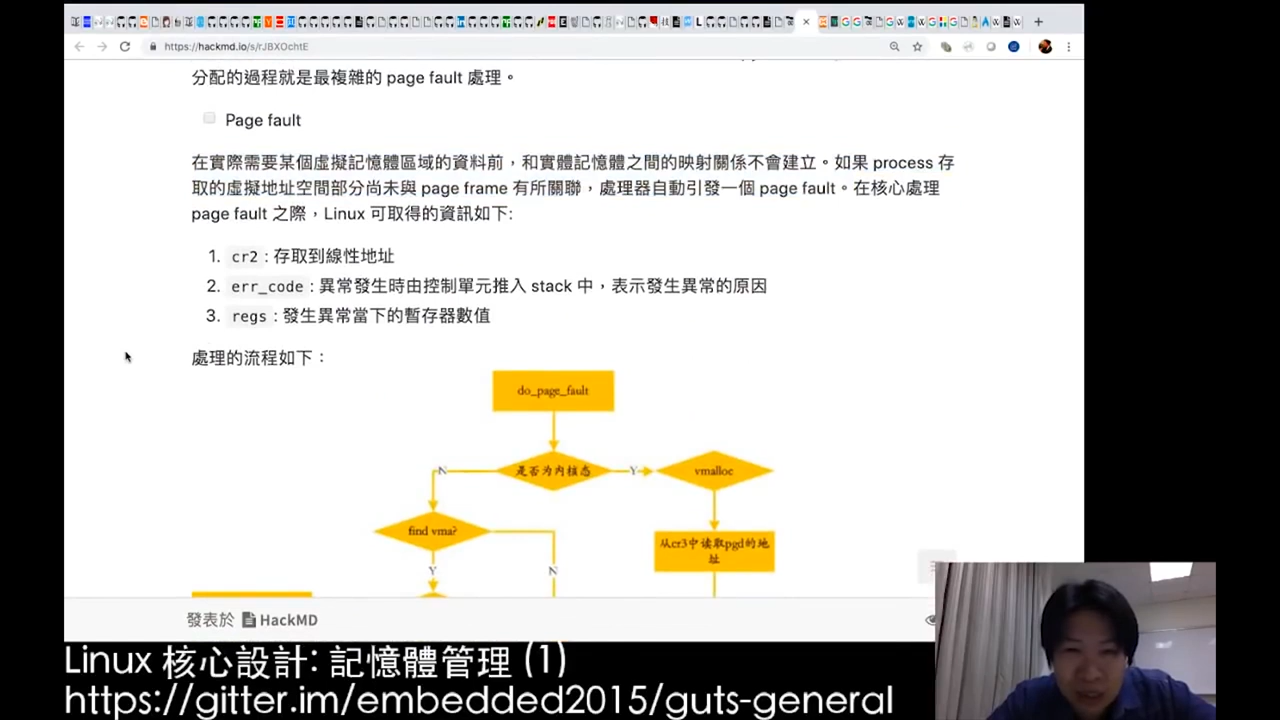 https://hackmd.io/s/rJBXOchtE
分配的過程就是最複雜的 page fault 處理。
Page fault
在實際需要某個虛擬記憶體區域的資料前，和實體記憶體之間的映射關係不會建立。如果 process 存
取的虛擬地址空間部分尚未與 page frame 有所關聯，處理器自動引發一個 page fault。在核心處理
page fault 之際，Linux 可取得的資訊如下:
1. cr2 : 存取到線性地址
2. err_code : 異常發生時由控制單元推入 stack 中，表示發生異常的原因
3. regs : 發生異常當下的暫存器數值
處理的流程如下：
do_page_fault
N
是否为内核态
Y
vmalloc
find vma?
从cr3中读取pgd的地
址
Y
N
發表於 HackMD
Linux 核心設計: 記憶體管理 (1)
https://gitter.im/embedded2015/guts-general